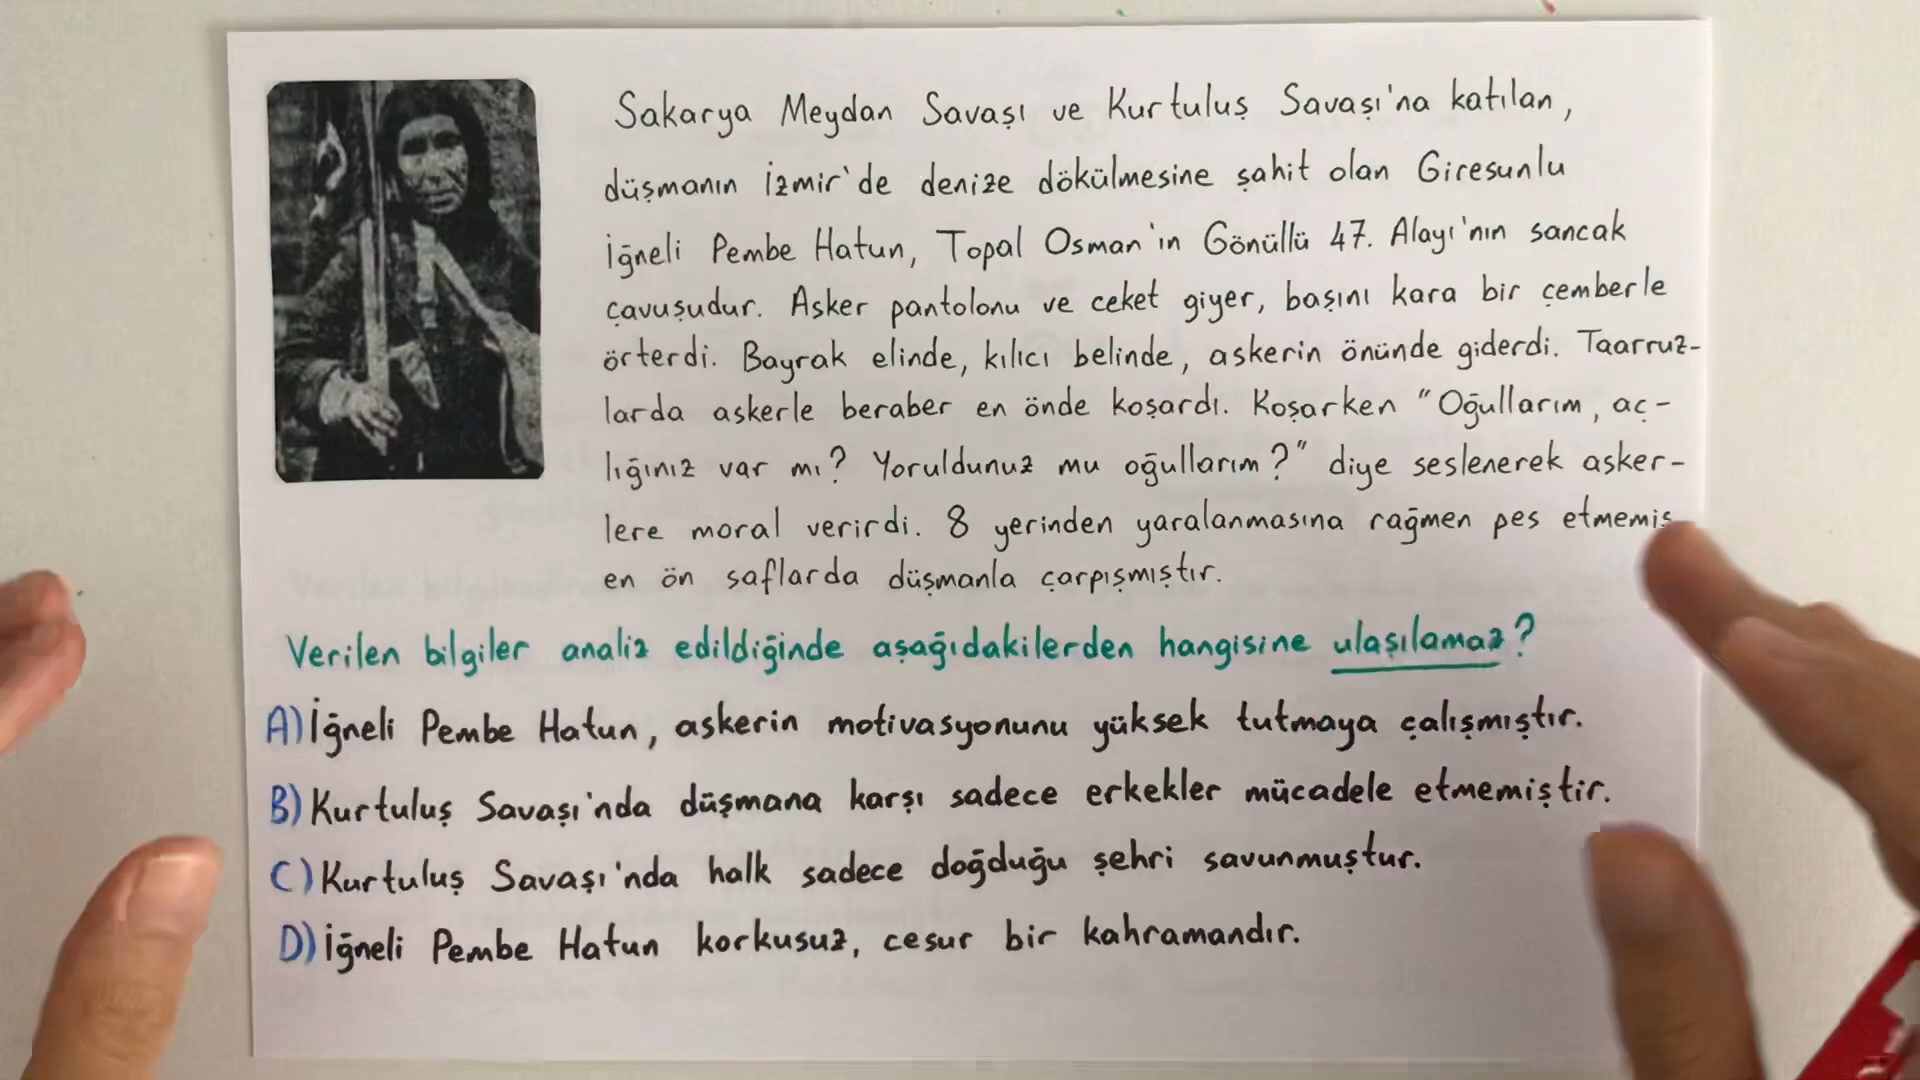 Sakarya Meydan Savaşı ve Kurtuluş Savaşı'na katılan,
düşmanın İzmir'de denize dökülmesine şahit olan Giresunlu
İğneli Pembe Hatun, Topal Osman'ın Gönüllü 47. Alayı'nın sancak
çavuşudur. Asker pantolonu ve ceket giyer, başını kara bir çemberle
örterdi. Bayrak elinde, kılıcı belinde, askerin önünde giderdi. Taarruz-
larda askerle beraber en önde koşardı. Koşarken "Oğullarım, aç-
lığınız var mı? Yoruldunuz mu oğullarım?" diye seslenerek asker-
lere moral verirdi. 8 yerinden yaralanmasına rağmen pes etmemiş
en ön saflarda düşmanla çarpışmıştır.
Verilen bilgiler analiz edildiğinde aşağıdakilerden hangisine ulaşılamaz?
A) İğneli Pembe Hatun, askerin motivasyonunu yüksek tutmaya çalışmıştır.
B) Kurtuluş Savaşı'nda düşmana karşı sadece erkekler mücadele etmemiştir.
C) Kurtuluş Savaşı'nda halk sadece doğduğu şehri savunmuştur.
D) İğneli Pembe Hatun korkusuz, cesur bir kahramandır.